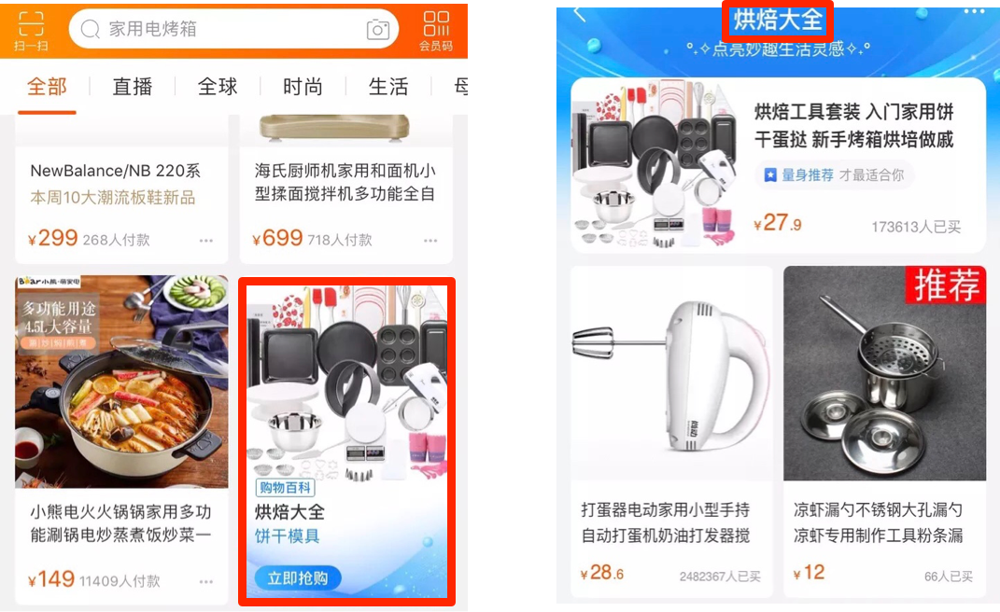 家用电烤箱
扫一扫
会员码
全部
直播
全球
时尚
生活
母
NewBalance/NB 220系
本周10大潮流板鞋新品
¥299 268人付款
海氏厨师机家用和面机小
型揉面搅拌机多功能全自
¥699 718人付款
Bear小熊·萌家电
多功能用途
4.5L大容量
小熊电火火锅锅家用多功
能涮锅电炒蒸煮饭炒菜一
¥149 11409人付款
购物百科
烘焙大全
饼干模具
立即抢购
烘焙大全
点亮妙趣生活灵感
烘焙工具套装 入门家用饼
干蛋挞 新手烤箱烘培做戚
量身推荐 才最适合你
¥27.9
173613人已买
打蛋器电动家用小型手持
自动打蛋机奶油打发器搅
¥28.6
2482367人已买
推荐
凉虾漏勺不锈钢大孔漏勺
凉虾专用制作工具粉条漏
¥12
66人已买